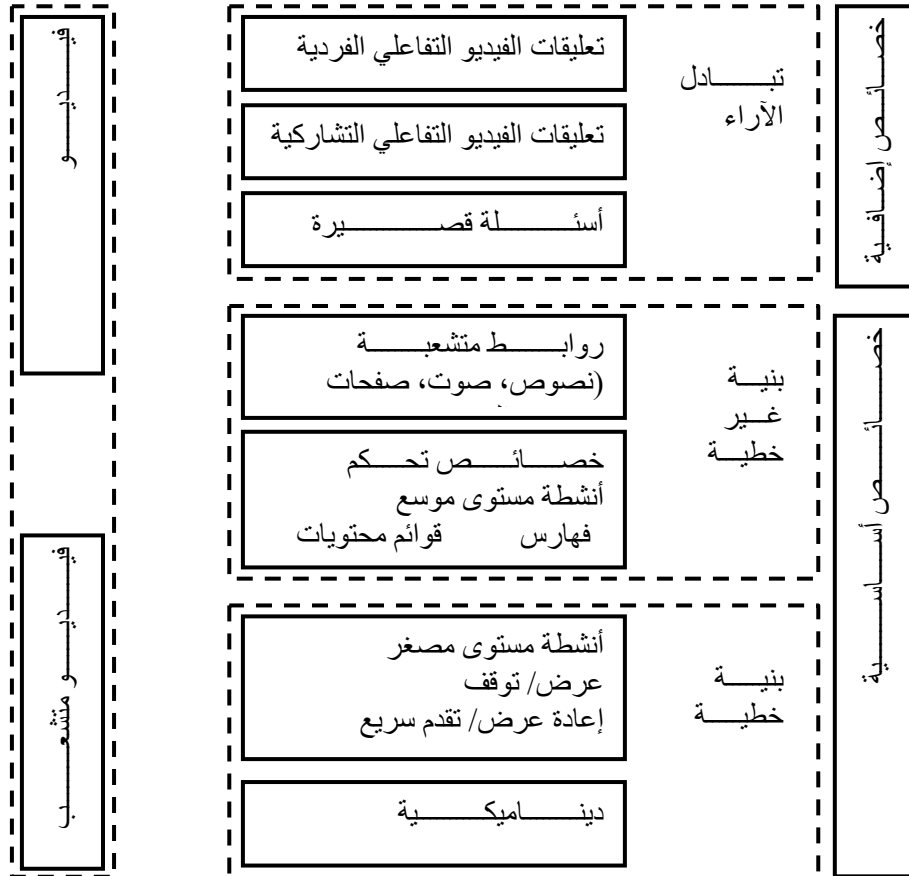 خصائص إضافية
تبادل
الآراء
تعليقات الفيديو التفاعلي الفردية
تعليقات الفيديو التفاعلي التشاركية
أسئلة قصيرة
فيديو
خصائص أساسية
بنية
غير
خطية
روابط متشعبة
(نصوص، صوت، صفحات
خصائص تحكم
أنشطة مستوى موسع
فهارس قوائم محتويات
بنية
خطية
أنشطة مستوى مصغر
عرض/ توقف
إعادة عرض/ تقدم سريع
ديناميكية
فيديو متشعب